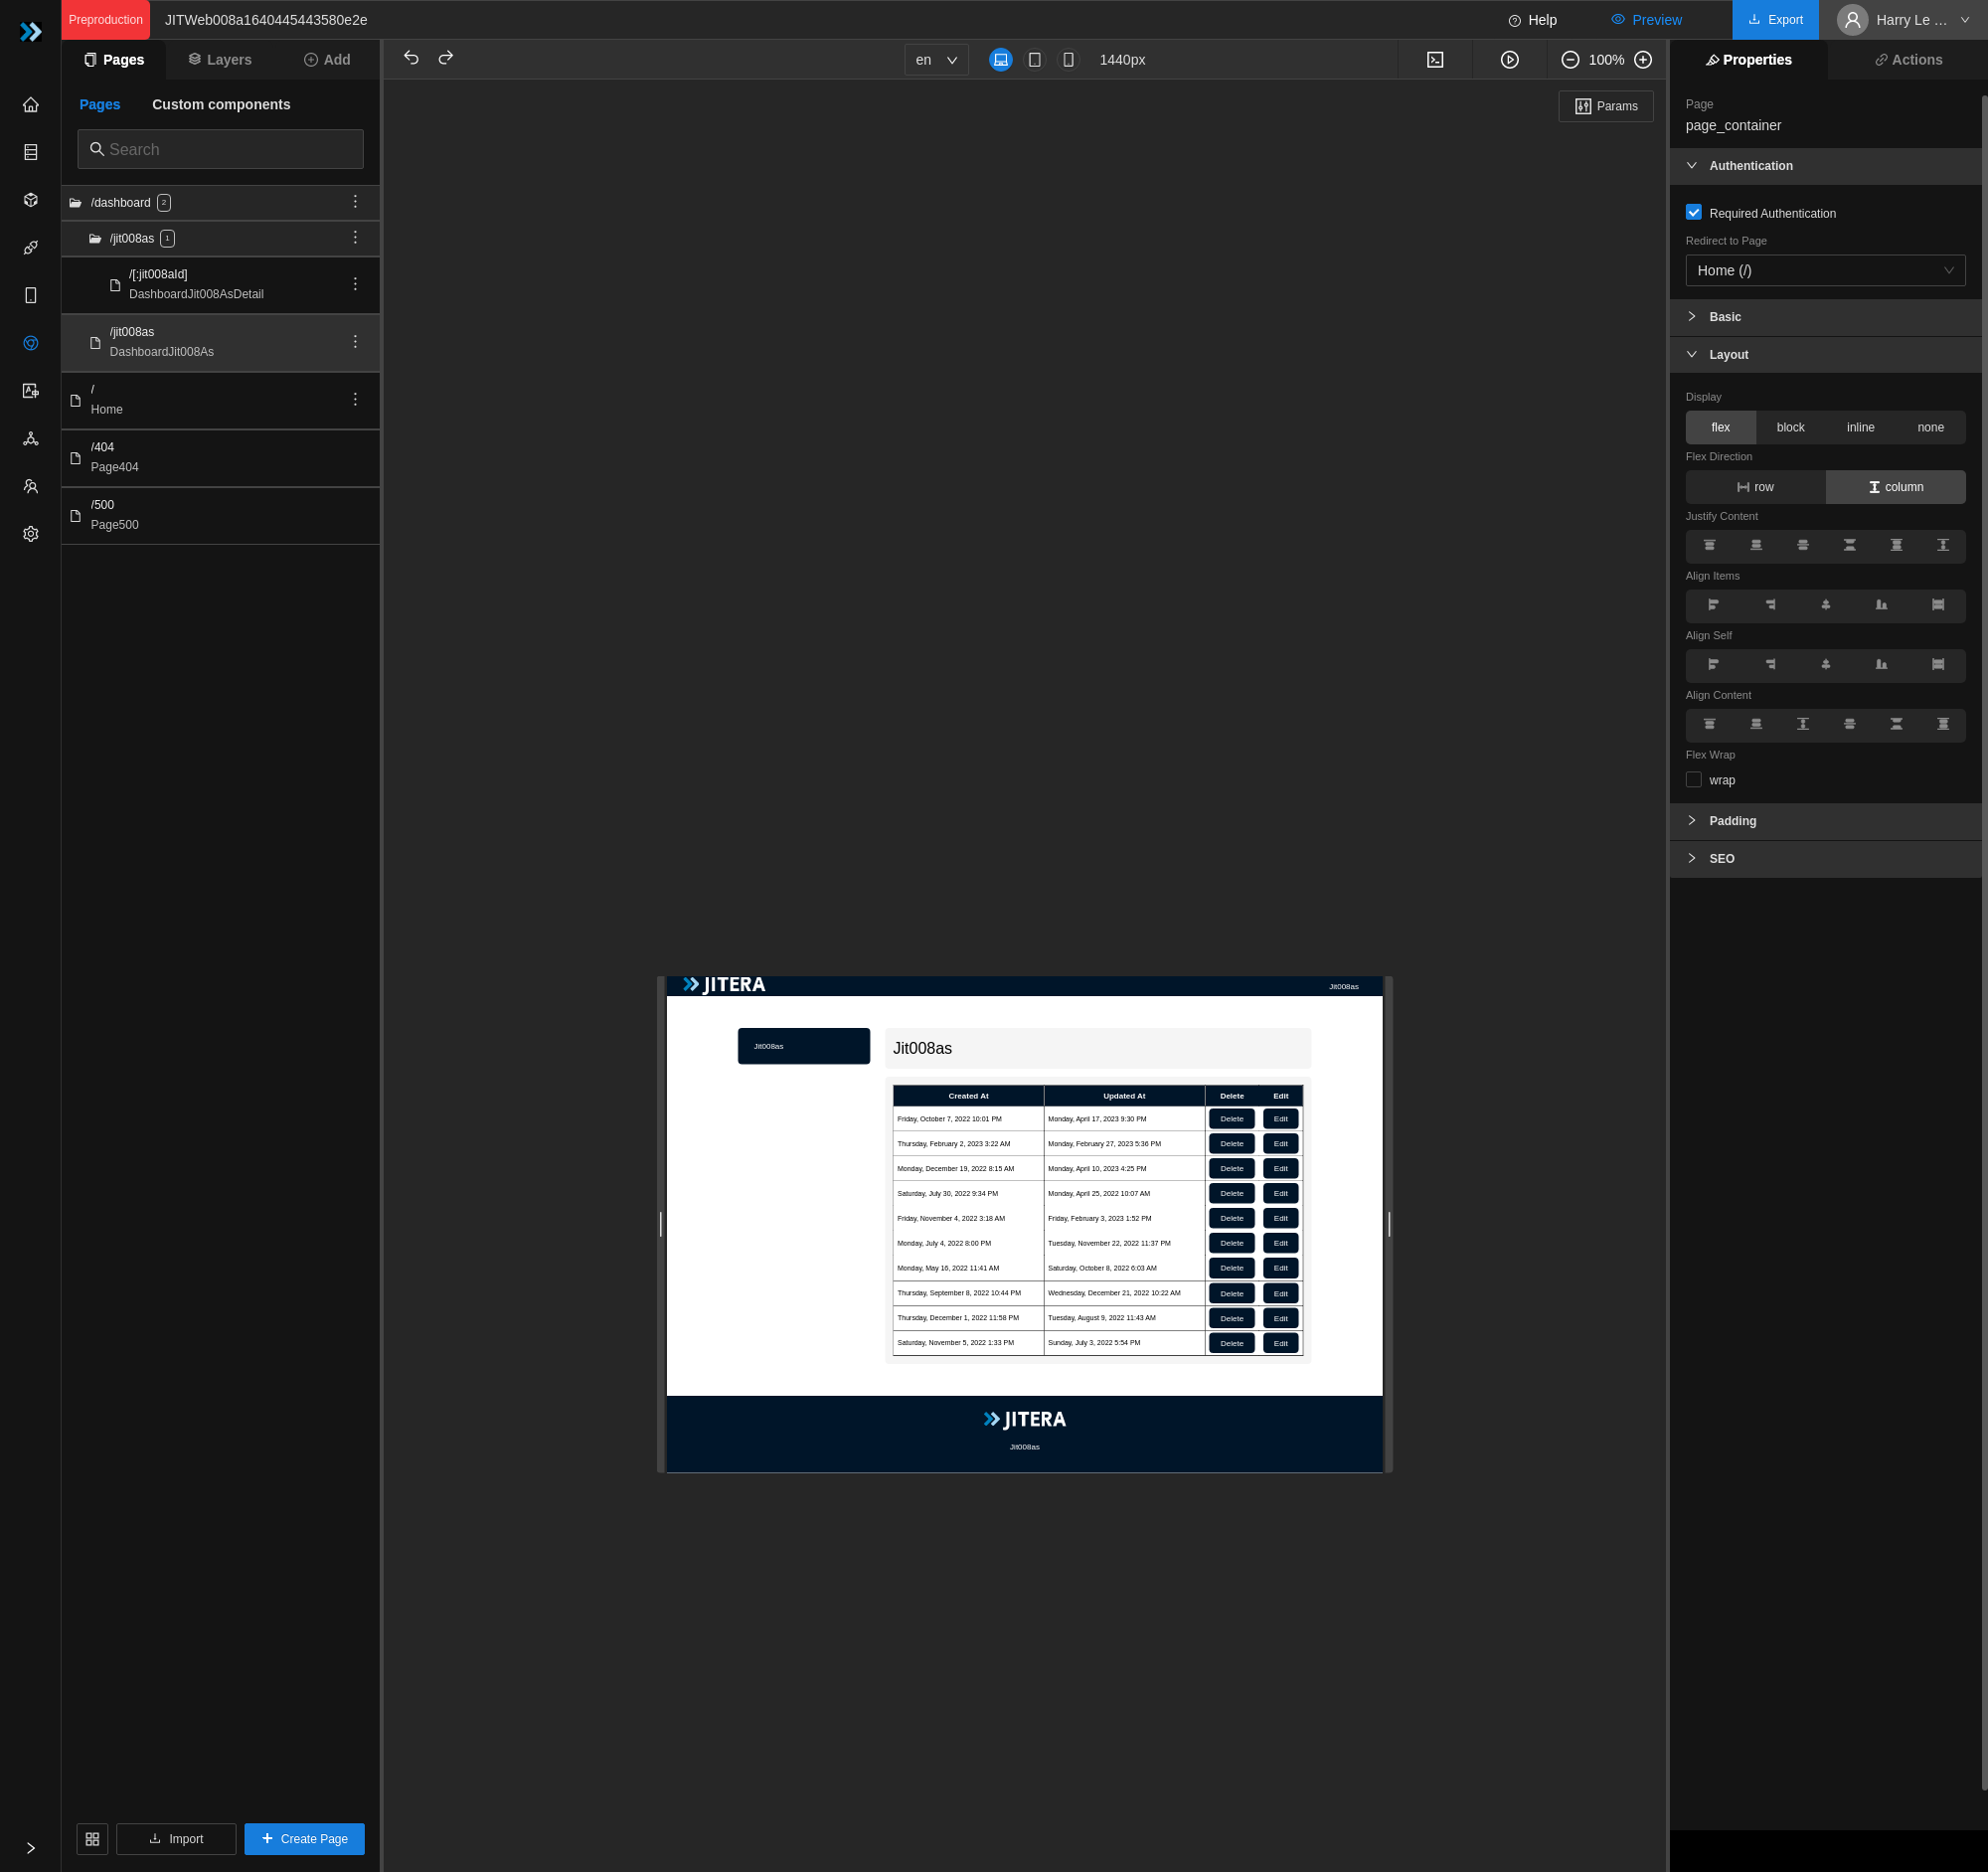 Preproduction
JITWeb008a1640445443580e2e
Help
Preview
Export
Harry Le ...
Pages
Layers
Add
en
1440px
100%
Properties
Actions
Pages
Custom components
Search
/dashboard 2
/jit008as 1
/[:jit008aId]
DashboardJit008AsDetail
/jit008as
DashboardJit008As
/
Home
/404
Page404
/500
Page500
Import
Create Page
Params
JITERA
Jit008as
Jit008as
Jit008as
Created At Updated At Delete Edit
Friday, October 7, 2022 10:01 PM Monday, April 17, 2023 9:30 PM Delete Edit
Thursday, February 2, 2023 3:22 AM Monday, February 27, 2023 5:36 PM Delete Edit
Monday, December 19, 2022 8:15 AM Monday, April 10, 2023 4:25 PM Delete Edit
Saturday, July 30, 2022 9:34 PM Monday, April 25, 2022 10:07 AM Delete Edit
Friday, November 4, 2022 3:18 AM Friday, February 3, 2023 1:52 PM Delete Edit
Monday, July 4, 2022 8:00 PM Tuesday, November 22, 2022 11:37 PM Delete Edit
Monday, May 16, 2022 11:41 AM Saturday, October 8, 2022 6:03 AM Delete Edit
Thursday, September 8, 2022 10:44 PM Wednesday, December 21, 2022 10:22 AM Delete Edit
Thursday, December 1, 2022 11:58 PM Tuesday, August 9, 2022 11:43 AM Delete Edit
Saturday, November 5, 2022 1:33 PM Sunday, July 3, 2022 5:54 PM Delete Edit
JITERA
Jit008as
Page
page_container
Authentication
Required Authentication
Redirect to Page
Home (/)
Basic
Layout
Display
flex block inline none
Flex Direction
row column
Justify Content
Align Items
Align Self
Align Content
Flex Wrap
wrap
Padding
SEO